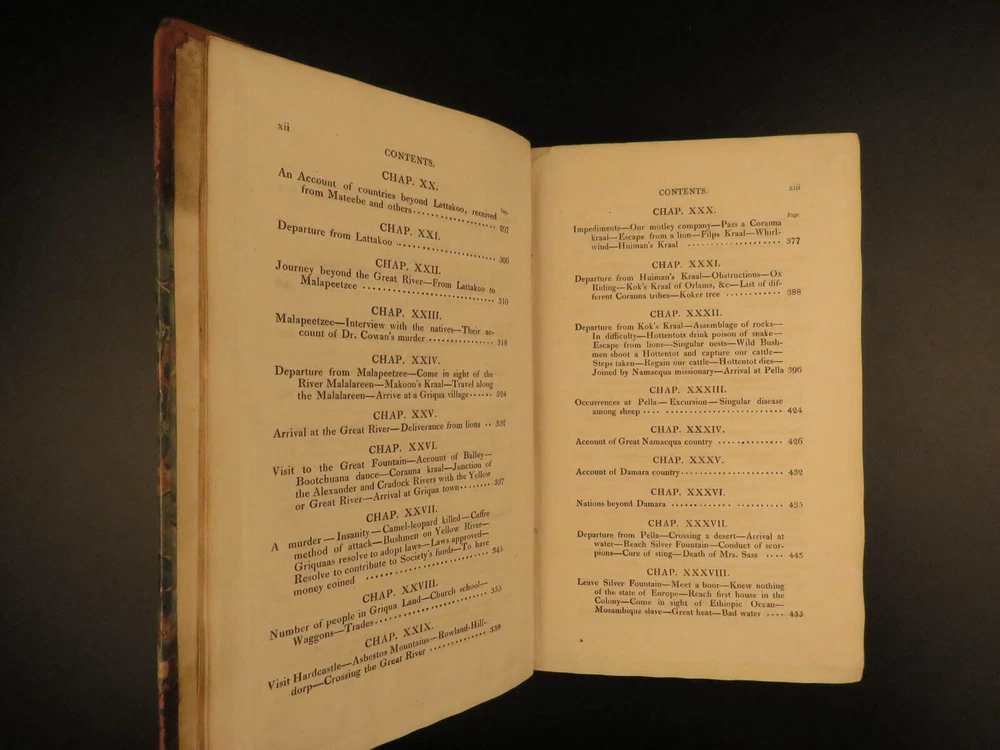 xii
CONTENTS.
CHAP. XX.
Page.
An Account of countries beyond Lattakoo, received
from Mateebe and others 297
CHAP. XXI.
Departure from Lattakoo 306
CHAP. XXII.
Journey beyond the Great River—From Lattakoo to
Malapeetzee 310
CHAP. XXIII.
Malapeetzee—Interview with the natives—Their ac-
count of Dr. Cowan's murder 318
CHAP. XXIV.
Departure from Malapeetzee—Come in sight of the
River Malalareen—Makoon's Kraal—Travel along
the Malalareen—Arrive at a Griqua village 324
CHAP. XXV.
Arrival at the Great River—Deliverance from lions 332
CHAP. XXVI.
Visit to the Great Fountain—Account of Balley—
Bootchuana dance—Coranna kraal—Junction of
the Alexander and Cradock Rivers with the Yellow
or Great River—Arrival at Griqua town 337
CHAP. XXVII.
A murder—Insanity—Camel-leopard killed—Caffre
method of attack—Bushmen on Yellow River—
Griquaas resolve to adopt laws—Laws approved—
Resolve to contribute to Society's funds—To have
money coined 345
CHAP. XXVIII.
Number of people in Griqua Land—Church school—
Waggons—Trades 353
CHAP. XXIX.
Visit Hardcastle—Asbestos Mountains—Rowland-Hill-
dorp—Crossing the Great River 358
CONTENTS. xiii
CHAP. XXX.
Page.
Impediments—Our motley company—Pass a Coranna
kraal—Escape from a lion—Filps Kraal—Whirl-
wind—Huiman's Kraal 377
CHAP. XXXI.
Departure from Huiman's Kraal—Obstructions—Ox
Riding—Kok's Kraal of Orlams, &c—List of dif-
ferent Coranna tribes—Koker tree 388
CHAP. XXXII.
Departure from Kok's Kraal—Assemblage of rocks—
In difficulty—Hottentots drink poison of snake—
Escape from lions—Singular nests—Wild Bush-
men shoot a Hottentot and capture our cattle—
Steps taken—Regain our cattle—Hottentot dies—
Joined by Namacqua missionary—Arrival at Pella 396
CHAP. XXXIII.
Occurrences at Pella—Excursion—Singular disease
among sheep 424
CHAP. XXXIV.
Account of Great Namacqua country 426
CHAP. XXXV.
Account of Damara country 432
CHAP. XXXVI.
Nations beyond Damara 435
CHAP. XXXVII.
Departure from Pella—Crossing a desert—Arrival at
water—Reach Silver Fountain—Conduct of scor-
pions—Cure of sting—Death of Mrs. Sass 445
CHAP. XXXVIII.
Leave Silver Fountain—Meet a boor—Knew nothing
of the state of Europe—Reach first house in the
Colony—Come in sight of Ethiopic Ocean—
Mosambique slave—Great heat—Bad water 455